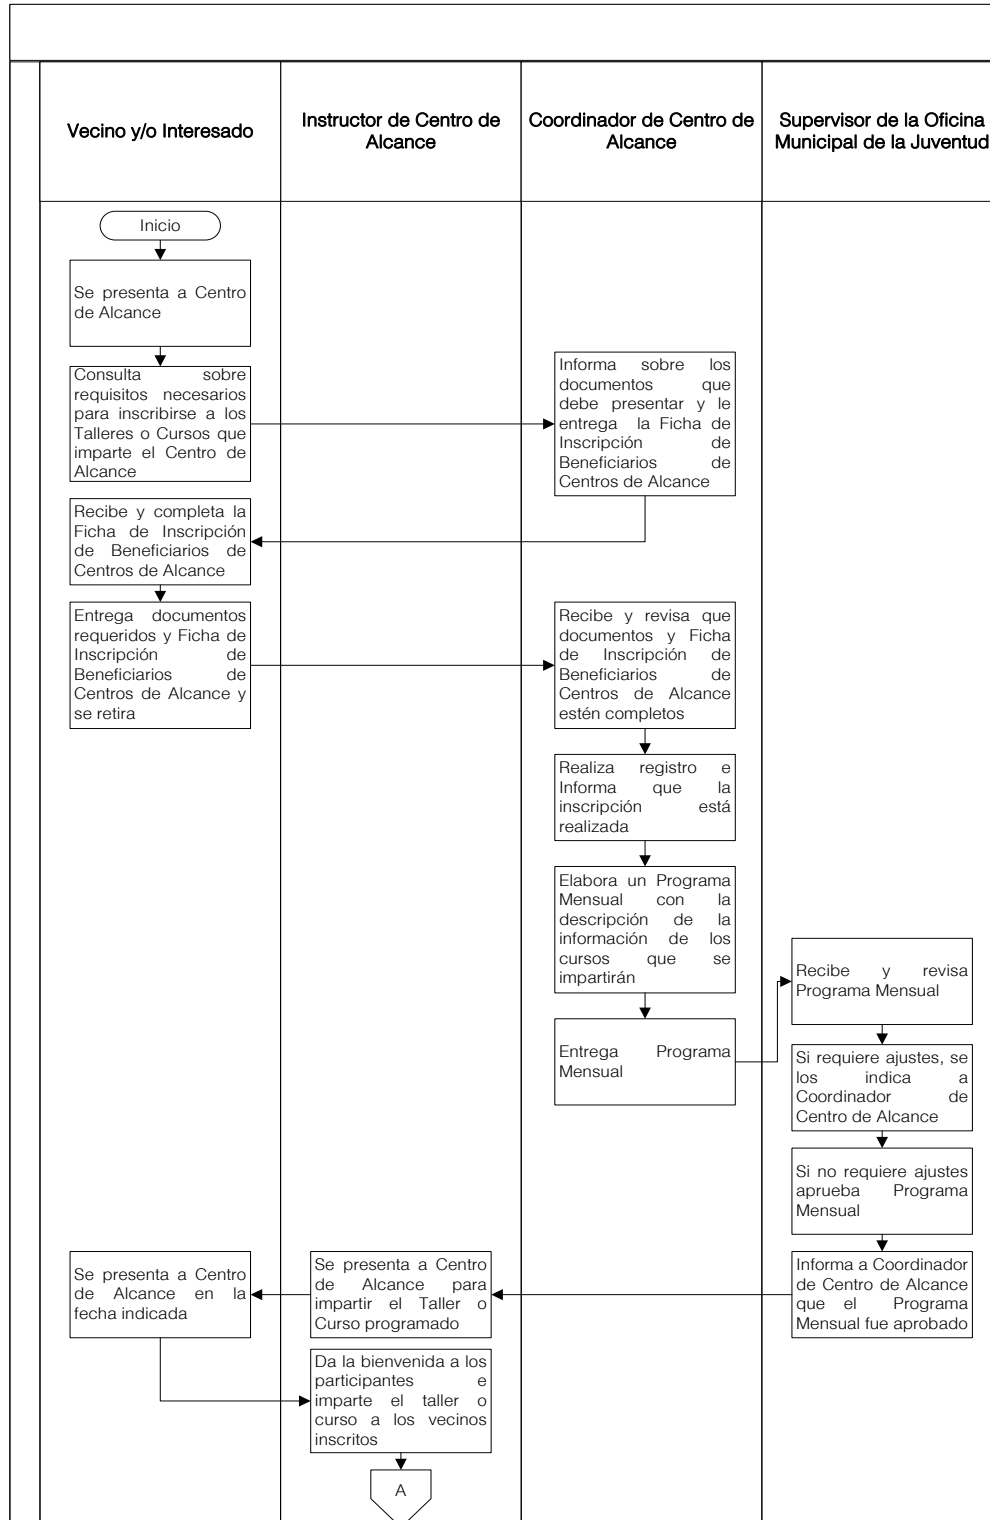 Vecino y/o Interesado
Instructor de Centro de
Alcance
Coordinador de Centro de
Alcance
Supervisor de la Oficina
Municipal de la Juventud
Inicio
Se presenta a Centro
de Alcance
Consulta sobre
requisitos necesarios
para inscribirse a los
Talleres o Cursos que
imparte el Centro de
Alcance
Informa sobre los
documentos que
debe presentar y le
entrega la Ficha de
Inscripción de
Beneficiarios de
Centros de Alcance
Recibe y completa la
Ficha de Inscripción
de Beneficiarios de
Centros de Alcance
Entrega documentos
requeridos y Ficha de
Inscripción de
Beneficiarios de
Centros de Alcance y
se retira
Recibe y revisa que
documentos y Ficha
de Inscripción de
Beneficiarios de
Centros de Alcance
estén completos
Realiza registro e
Informa que la
inscripción está
realizada
Elabora un Programa
Mensual con la
descripción de la
información de los
cursos que se
impartirán
Entrega Programa
Mensual
Recibe y revisa
Programa Mensual
Si requiere ajustes, se
los indica a
Coordinador de
Centro de Alcance
Si no requiere ajustes
aprueba Programa
Mensual
Informa a Coordinador
de Centro de Alcance
que el Programa
Mensual fue aprobado
Se presenta a Centro
de Alcance para
impartir el Taller o
Curso programado
Se presenta a Centro
de Alcance en la
fecha indicada
Da la bienvenida a los
participantes e
imparte el taller o
curso a los vecinos
inscritos
A